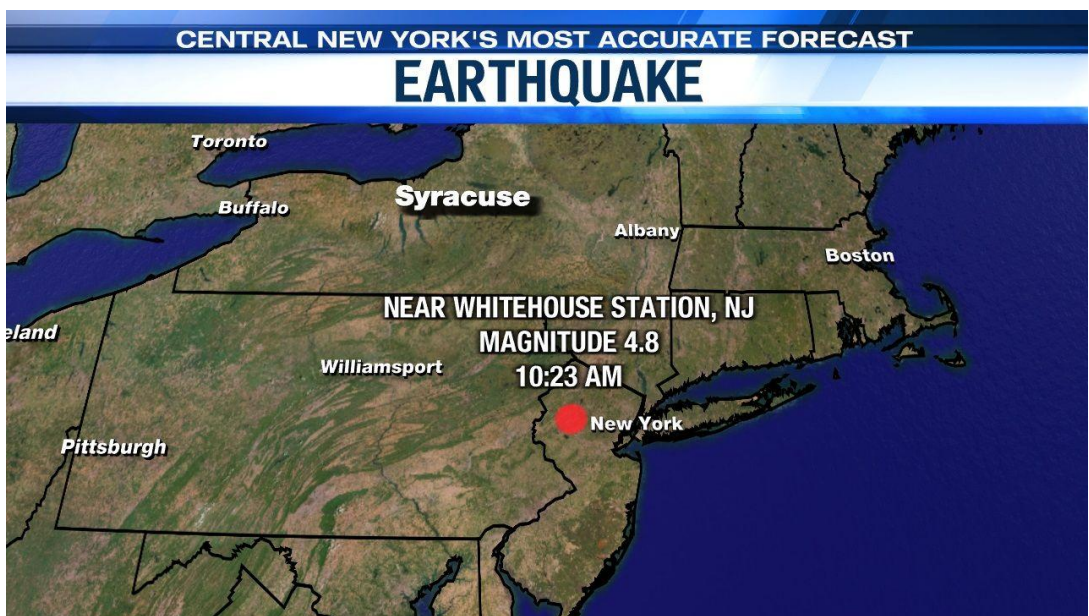 CENTRAL NEW YORK'S MOST ACCURATE FORECAST
EARTHQUAKE
Toronto
Syracuse
Buffalo
Albany
Boston
NEAR WHITEHOUSE STATION, NJ
MAGNITUDE 4.8
10:23 AM
eland
Williamsport
New York
Pittsburgh